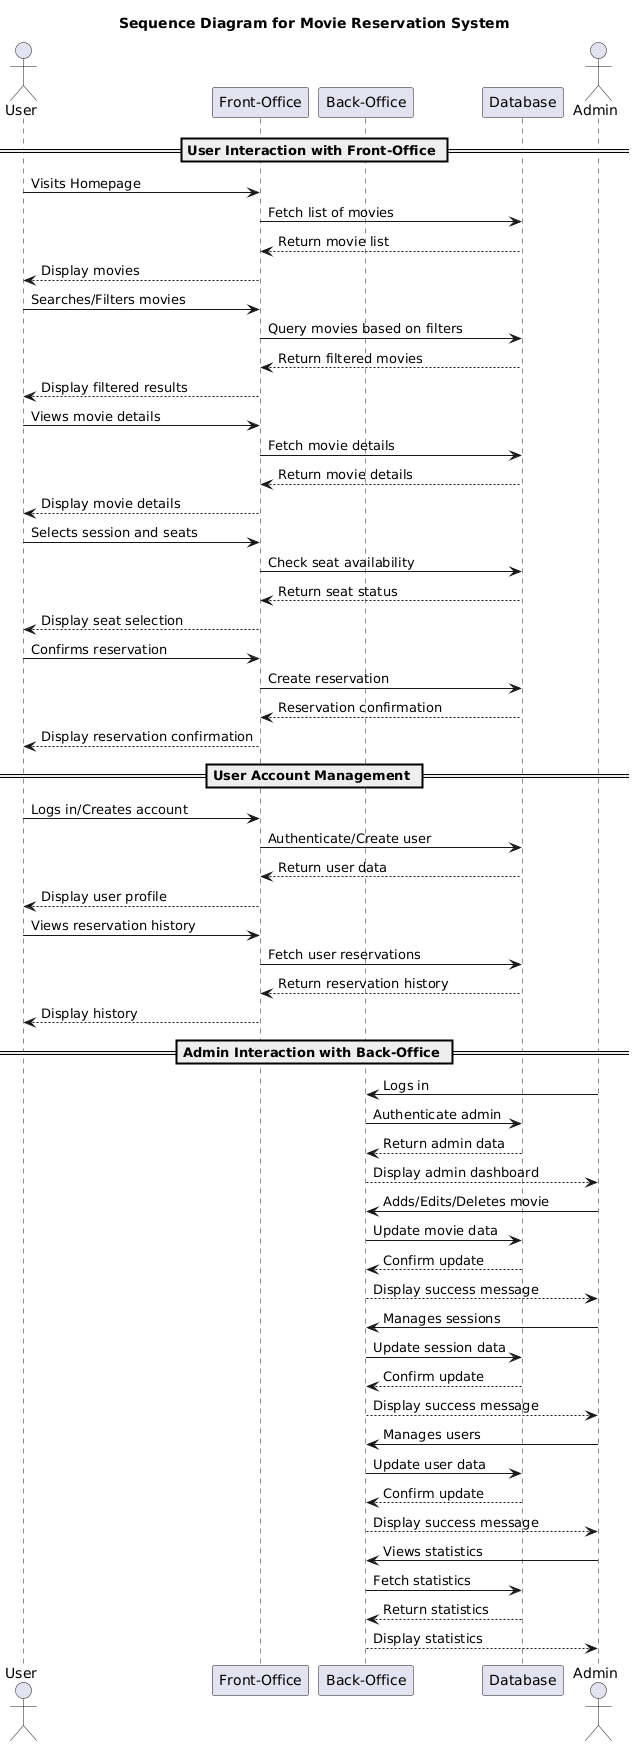 Sequence Diagram for Movie Reservation System
User
Front-Office
Back-Office
Database
Admin
User Interaction with Front-Office
Visits Homepage
Fetch list of movies
Return movie list
Display movies
Searches/Filters movies
Query movies based on filters
Return filtered movies
Display filtered results
Views movie details
Fetch movie details
Return movie details
Display movie details
Selects session and seats
Check seat availability
Return seat status
Display seat selection
Confirms reservation
Create reservation
Reservation confirmation
Display reservation confirmation
User Account Management
Logs in/Creates account
Authenticate/Create user
Return user data
Display user profile
Views reservation history
Fetch user reservations
Return reservation history
Display history
Admin Interaction with Back-Office
Logs in
Authenticate admin
Return admin data
Display admin dashboard
Adds/Edits/Deletes movie
Update movie data
Confirm update
Display success message
Manages sessions
Update session data
Confirm update
Display success message
Manages users
Update user data
Confirm update
Display success message
Views statistics
Fetch statistics
Return statistics
Display statistics
User
Front-Office
Back-Office
Database
Admin